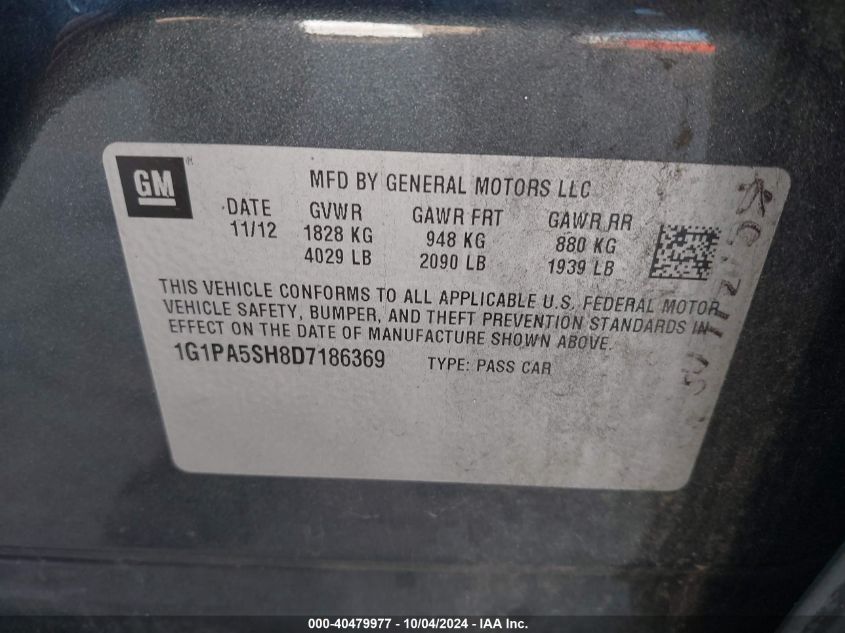 GM®
MFD BY GENERAL MOTORS LLC
DATE GVWR GAWR FRT GAWR RR
11/12 1828 KG 948 KG 880 KG
4029 LB 2090 LB 1939 LB
THIS VEHICLE CONFORMS TO ALL APPLICABLE U.S. FEDERAL MOTOR
VEHICLE SAFETY, BUMPER, AND THEFT PREVENTION STANDARDS IN
EFFECT ON THE DATE OF MANUFACTURE SHOWN ABOVE.
1G1PA5SH8D7186369 TYPE: PASS CAR
000-40479977 - 10/04/2024 - © IAA Inc.